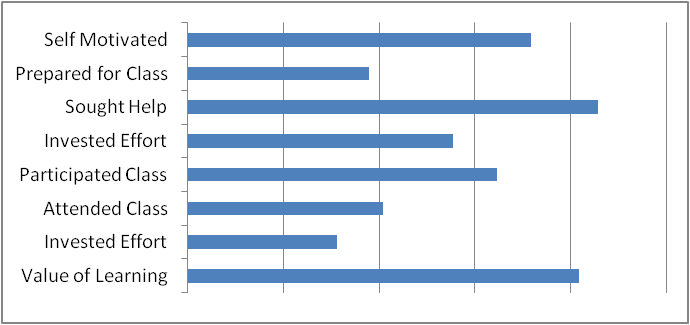 Self Motivated
Prepared for Class
Sought Help
Invested Effort
Participated Class
Attended Class
Invested Effort
Value of Learning